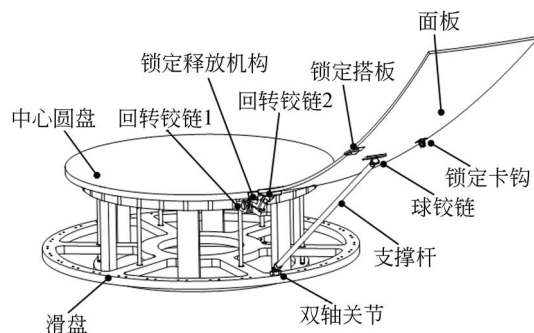 面板
锁定释放机构
锁定搭板
中心圆盘
回转铰链1
回转铰链2
锁定卡钩
球铰链
支撑杆
滑盘
双轴关节